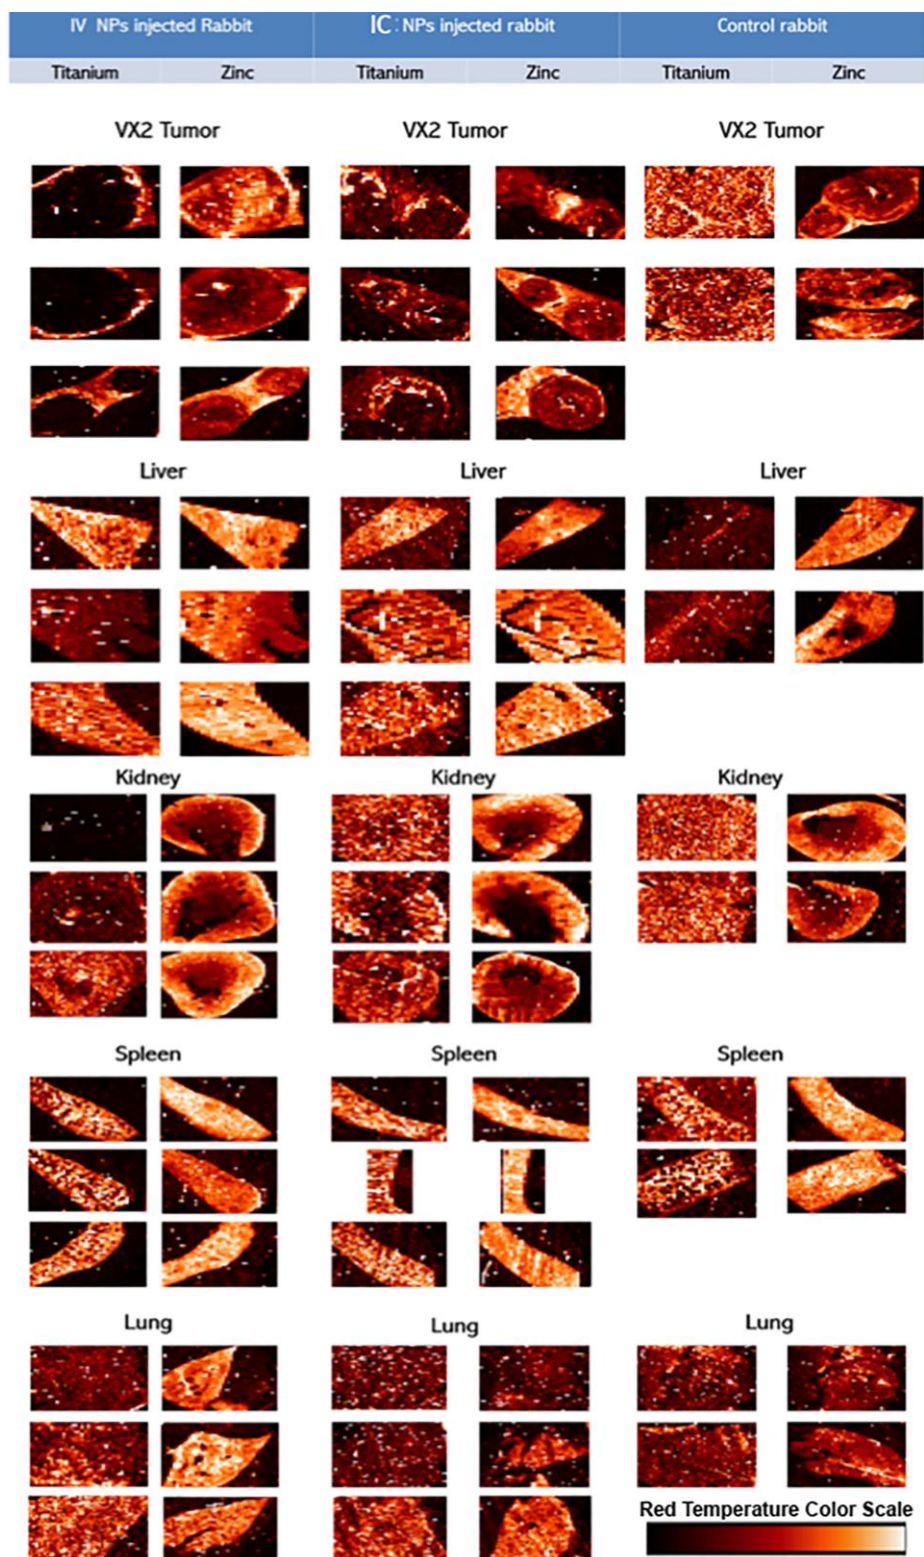 IV NPs injected Rabbit IC: NPs injected rabbit Control rabbit
Titanium Zinc Titanium Zinc Titanium Zinc
VX2 Tumor VX2 Tumor VX2 Tumor
Liver Liver Liver
Kidney Kidney Kidney
Spleen Spleen Spleen
Lung Lung Lung
Red Temperature Color Scale